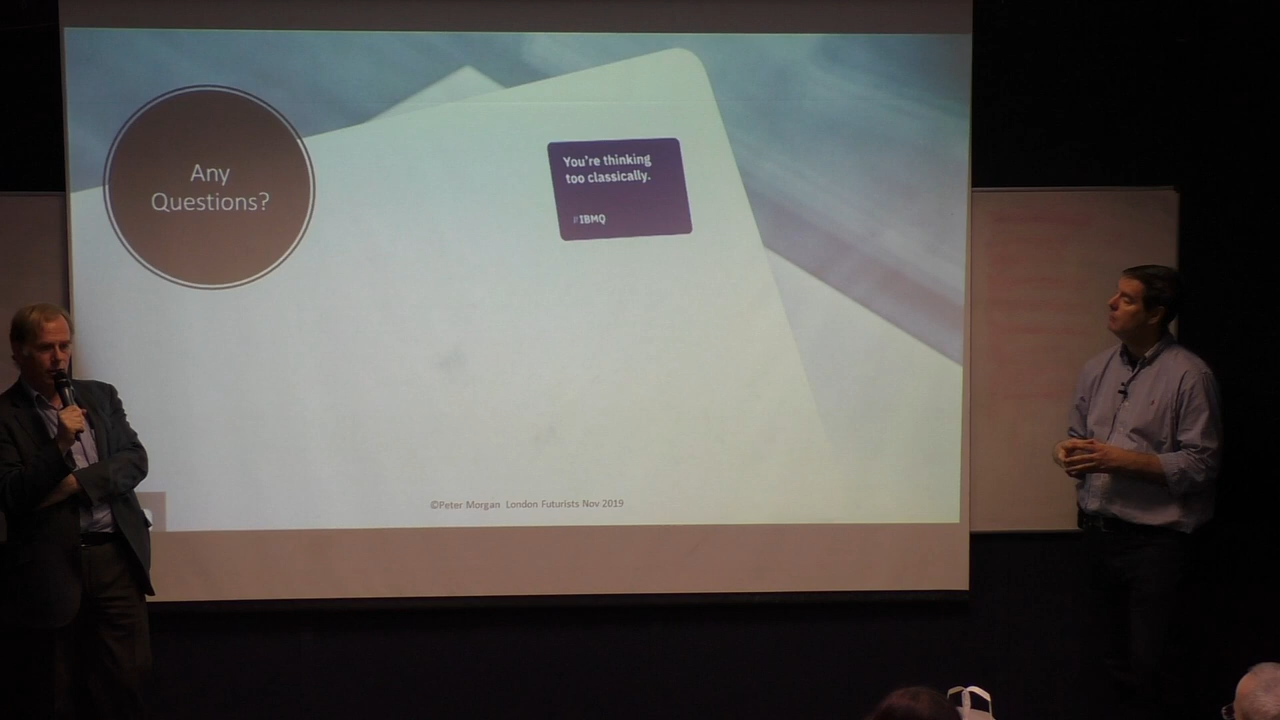 Any
Questions?
You're thinking
too classically.
#IBMQ
©Peter Morgan London Futurists Nov 2019